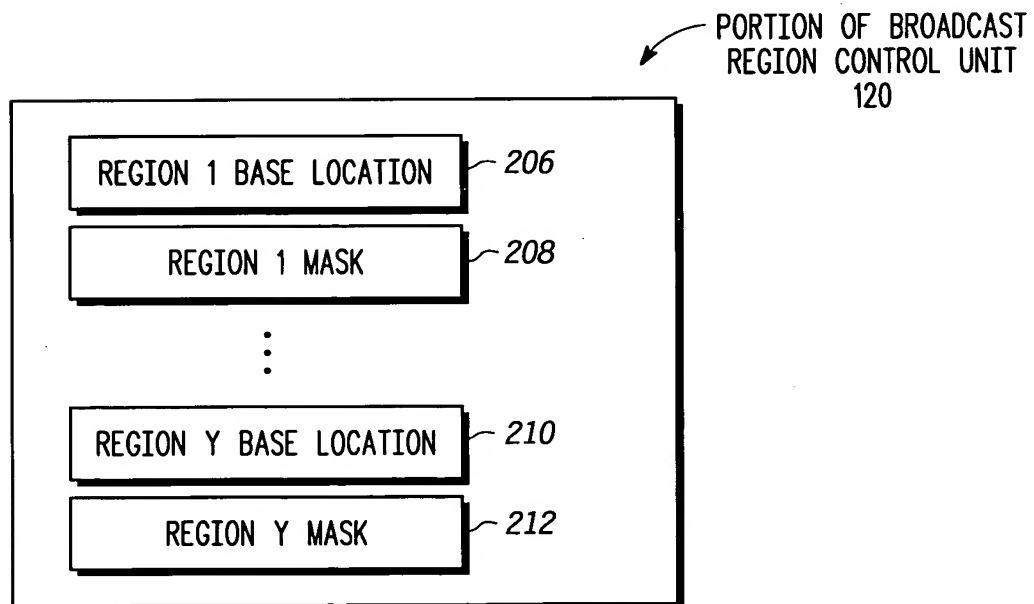 PORTION OF BROADCAST
REGION CONTROL UNIT
120
REGION 1 BASE LOCATION 206
REGION 1 MASK 208
REGION Y BASE LOCATION 210
REGION Y MASK 212